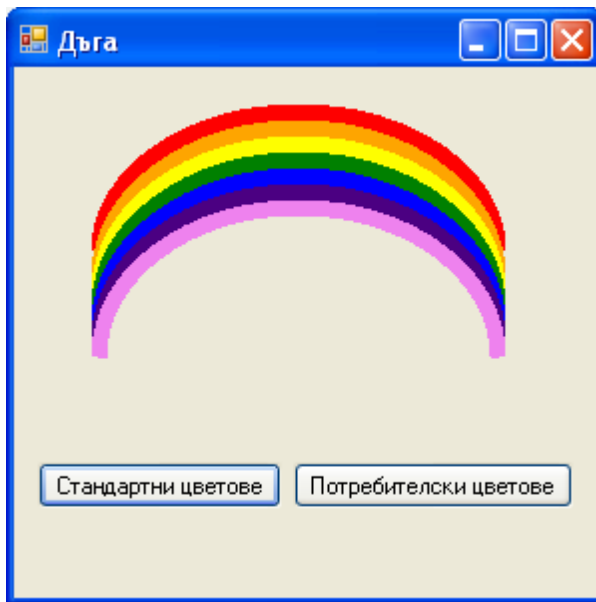 Дъга
Стандартни цветове
Потребителски цветове